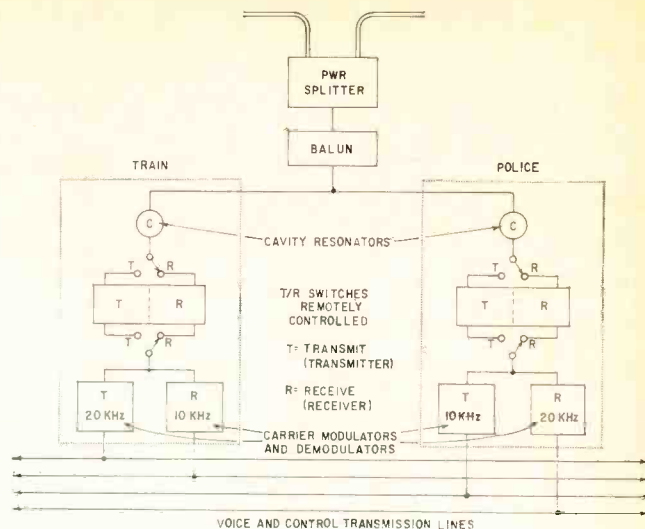 PWR
SPLITTER
BALUN
TRAIN
POLICE
C
C
CAVITY RESONATORS
T
R
T
R
T
R
T
R
T/R SWITCHES
REMOTELY
CONTROLLED
T
R
T
R
T= TRANSMIT
(TRANSMITTER)
R= RECEIVE
(RECEIVER)
T
20 KHz
R
10 KHz
T
10 KHz
R
20 KHz
CARRIER MODULATORS
AND DEMODULATORS
VOICE AND CONTROL TRANSMISSION LINES